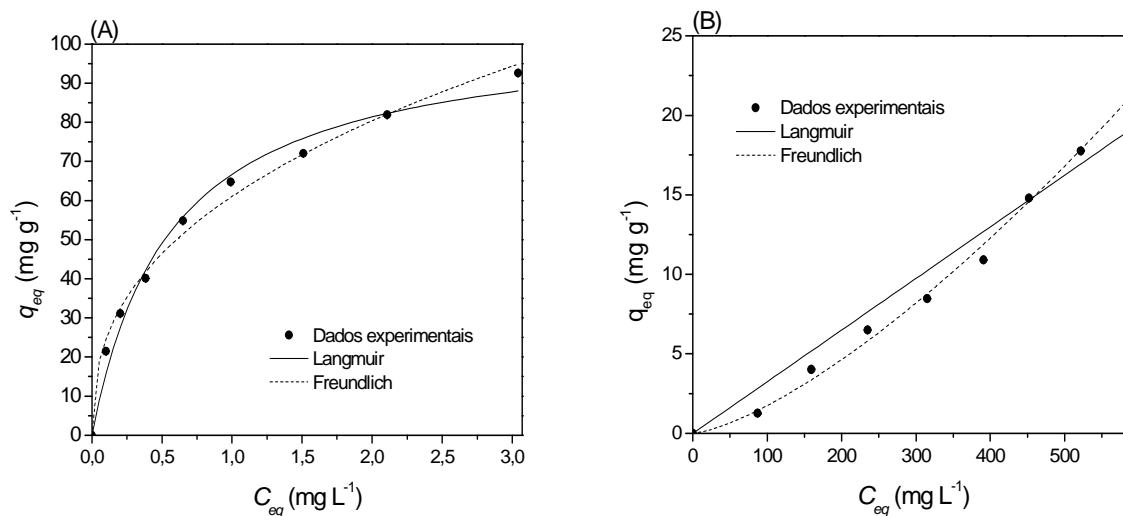 (A)
100
90
80
70
60
50
40
30
20
10
0
q_eq (mg g⁻¹)
Dados experimentais
Langmuir
Freundlich
0,0 0,5 1,0 1,5 2,0 2,5 3,0
C_eq (mg L⁻¹)
(B)
25
20
15
10
5
0
q_eq (mg g⁻¹)
Dados experimentais
Langmuir
Freundlich
0 100 200 300 400 500
C_eq (mg L⁻¹)